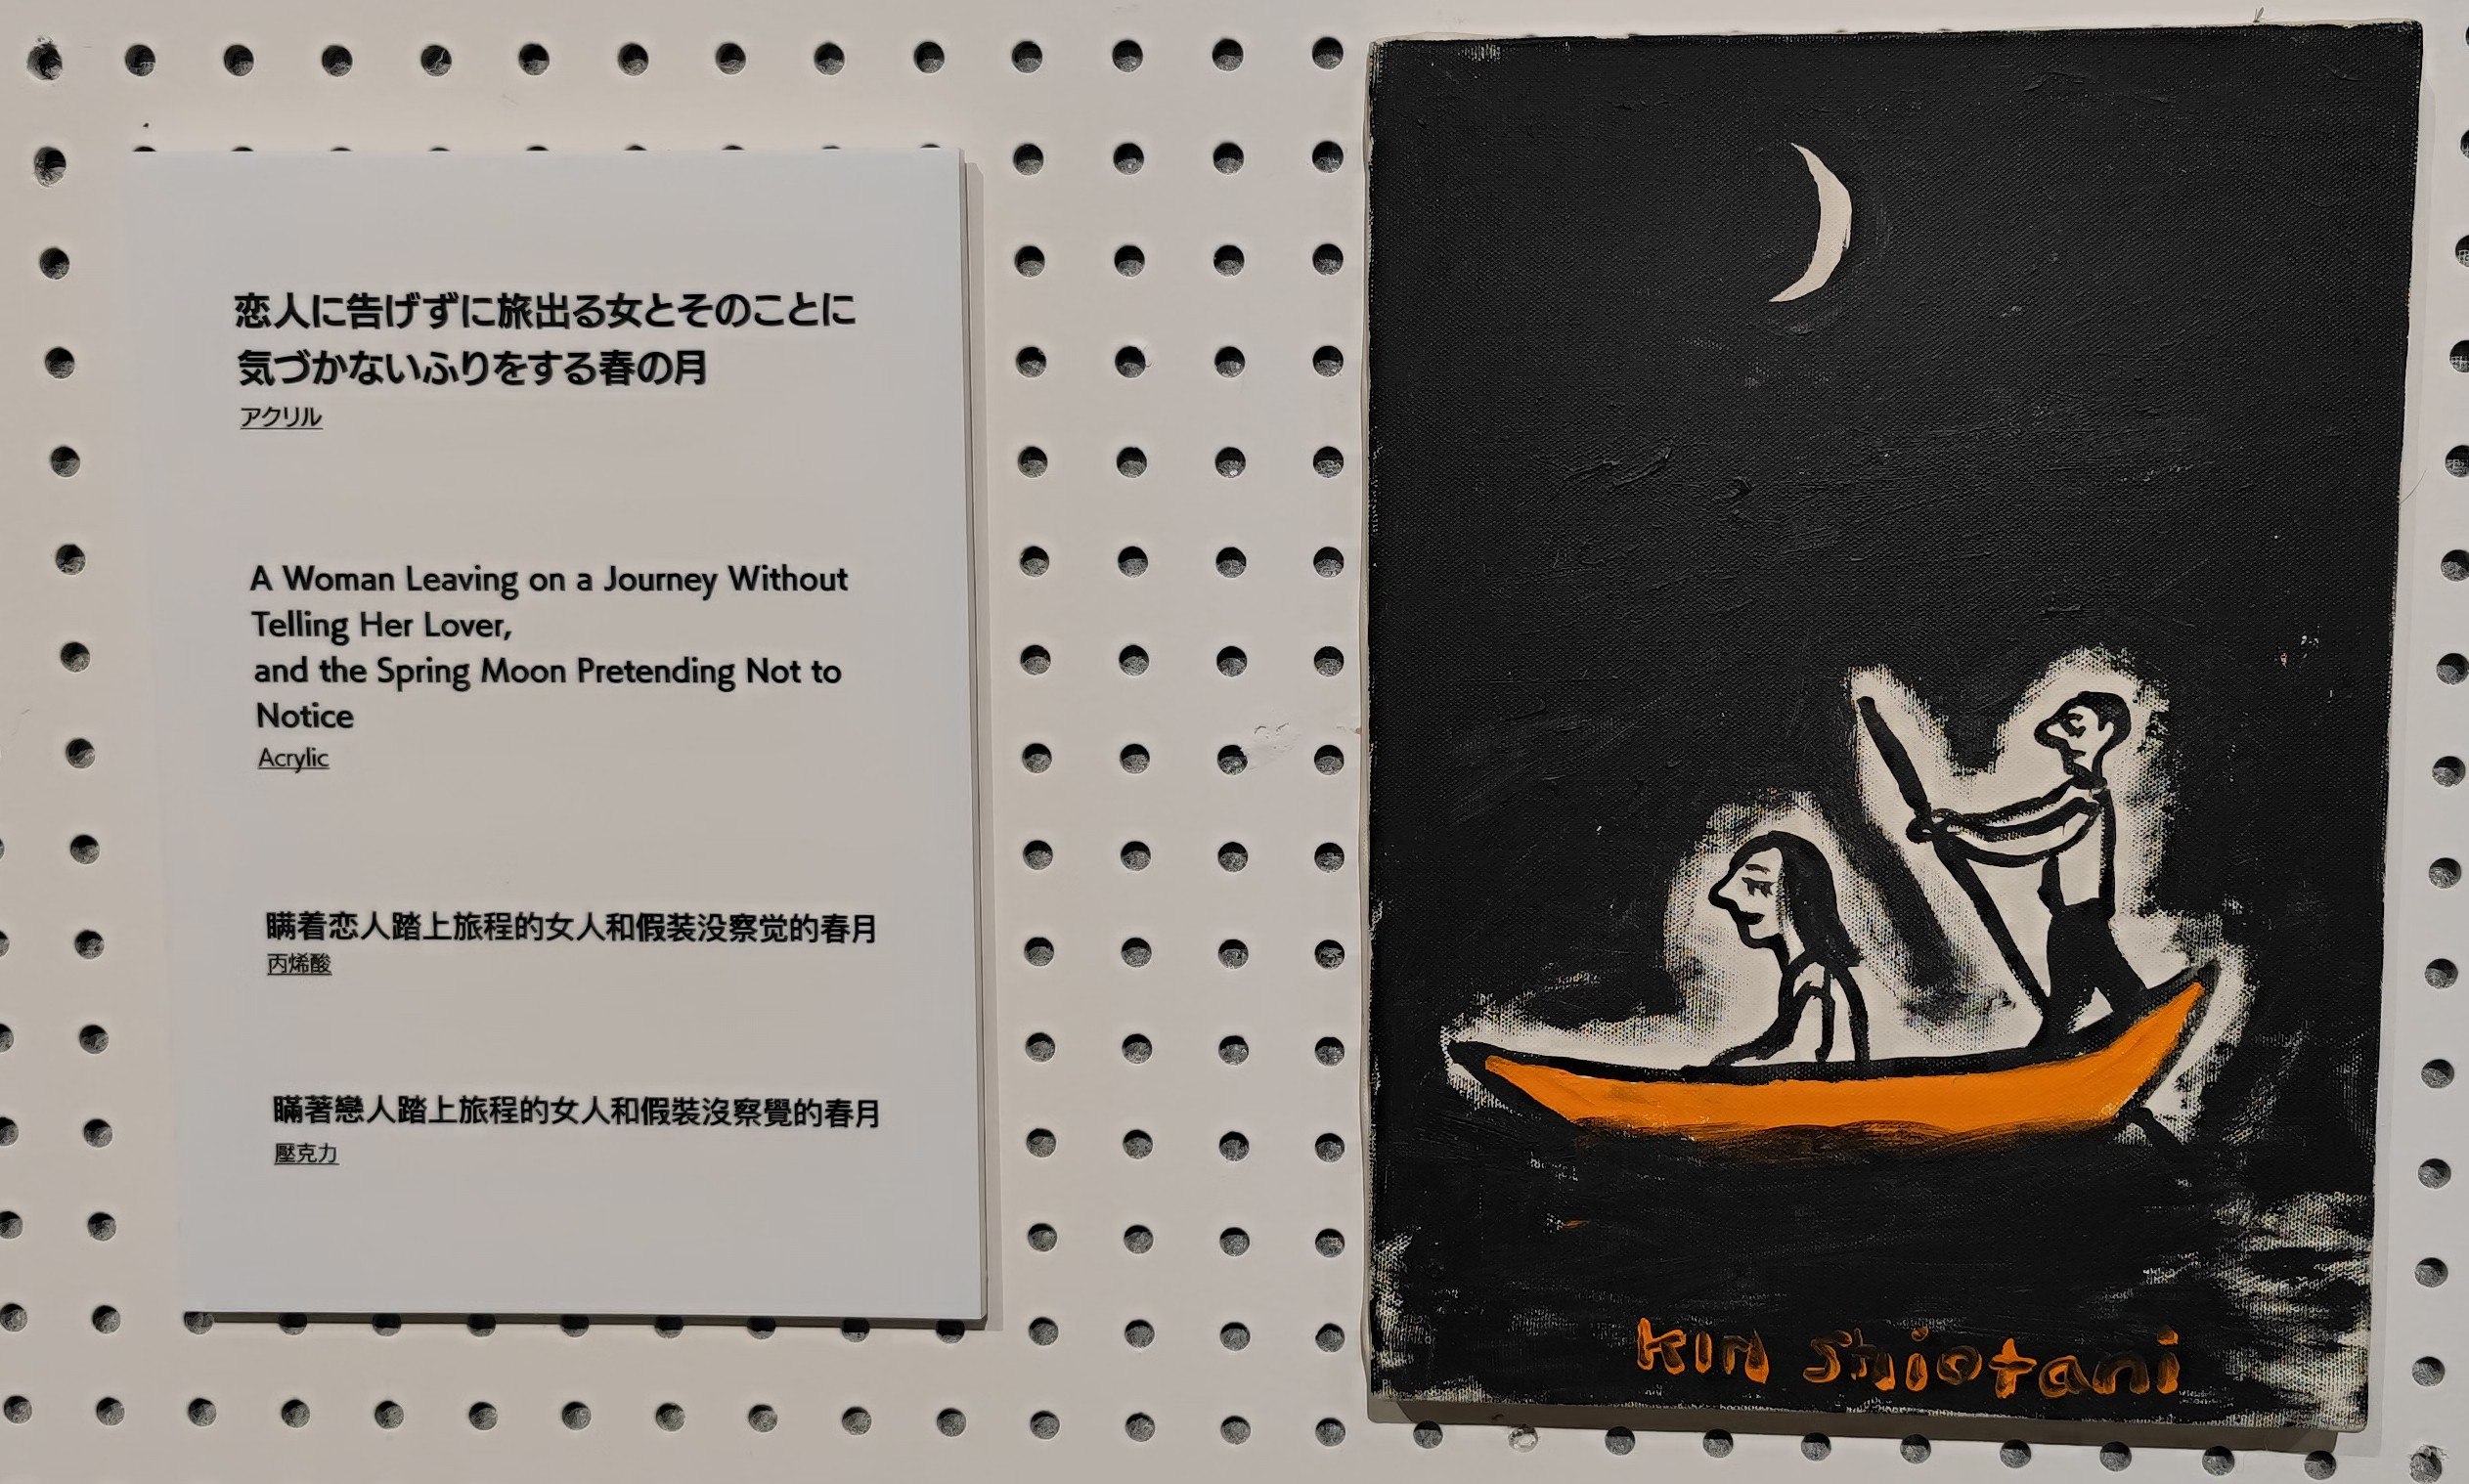 恋人に告げずに旅出る女とそのことに
気づかないふりをする春の月
アクリル
A Woman Leaving on a Journey Without
Telling Her Lover,
and the Spring Moon Pretending Not to
Notice
Acrylic
瞒着恋人踏上旅程的女人和假装没察觉的春月
丙烯酸
瞞著戀人踏上旅程的女人和假裝沒察覺的春月
壓克力
KIN Shiotani